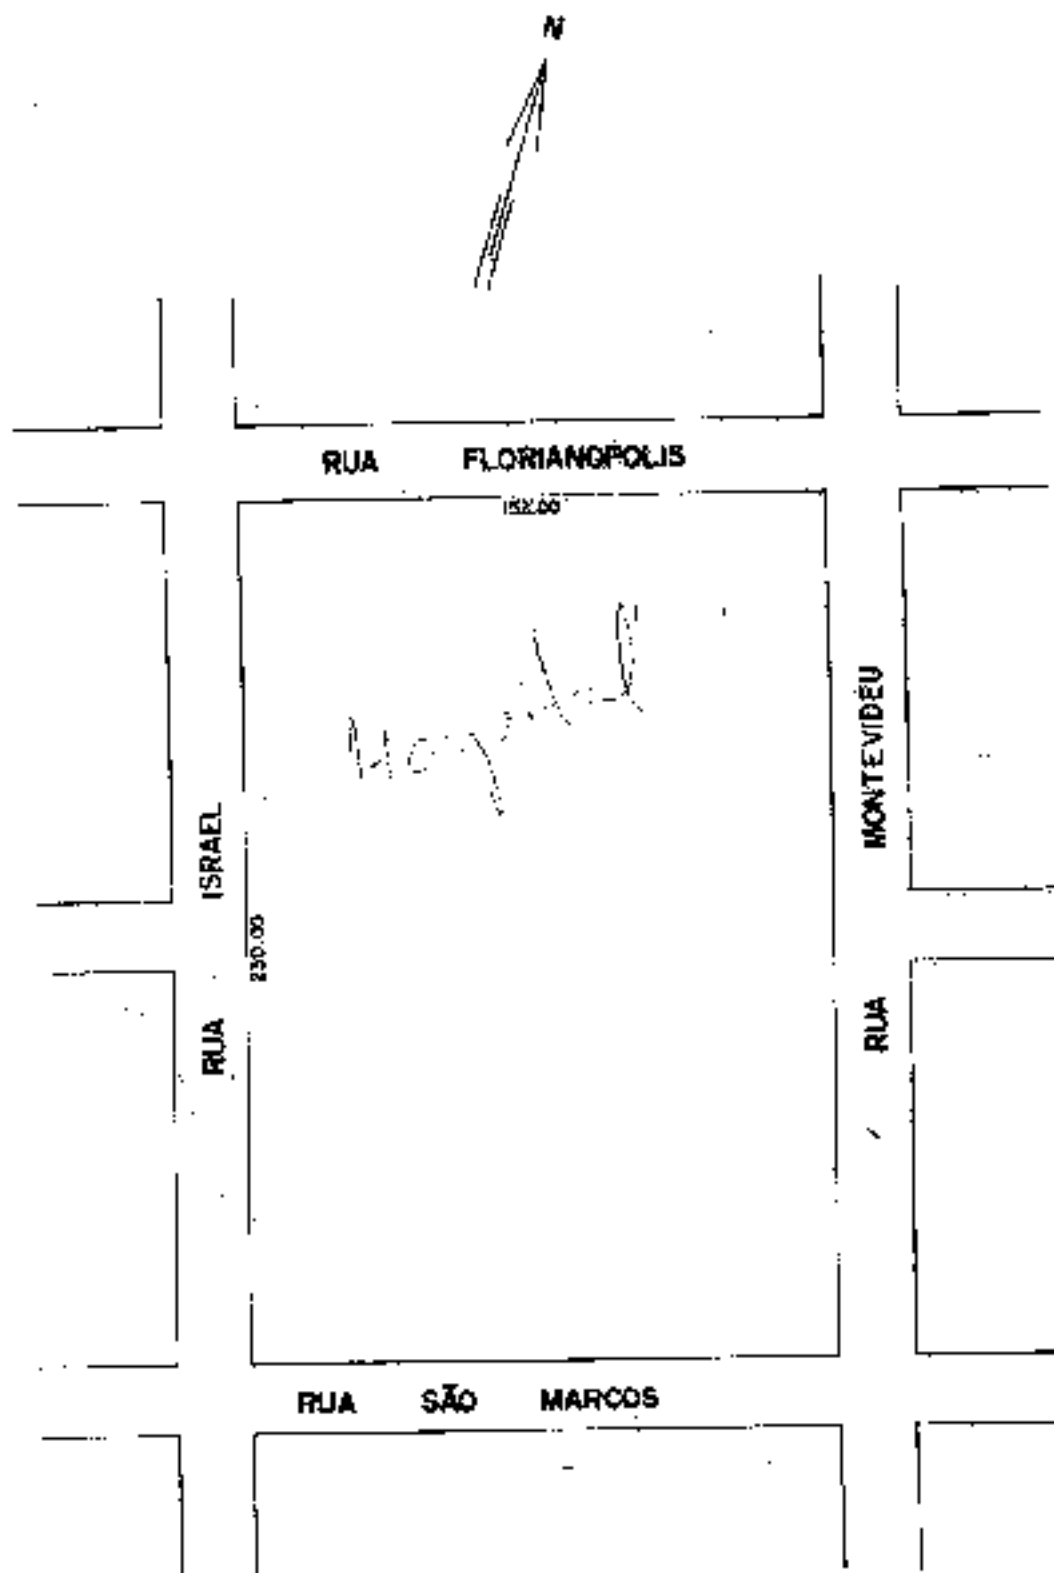 N
RUA FLORIANOPOLIS
152.00
Hospital
RUA ISRAEL
230.00
RUA MONTEVIDEU
RUA SÃO MARCOS